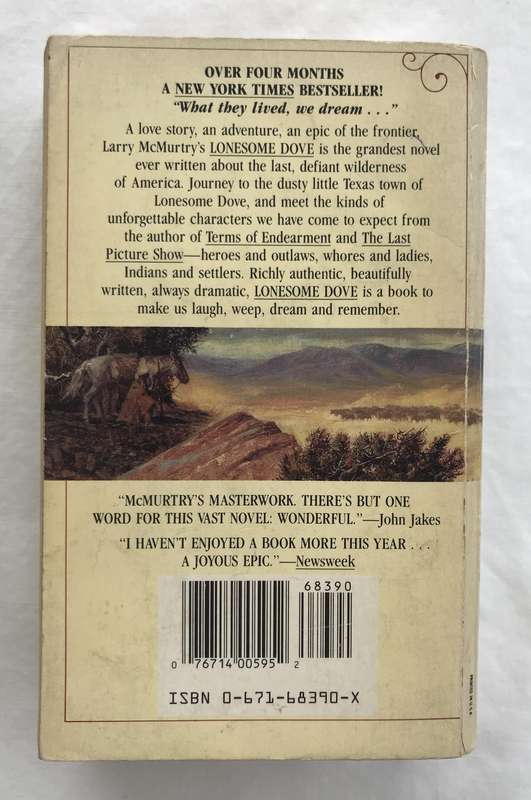 OVER FOUR MONTHS
A NEW YORK TIMES BESTSELLER!
"What they lived, we dream . . ."
A love story, an adventure, an epic of the frontier,
Larry McMurtry's LONESOME DOVE is the grandest novel
ever written about the last, defiant wilderness
of America. Journey to the dusty little Texas town of
Lonesome Dove, and meet the kinds of
unforgettable characters we have come to expect from
the author of Terms of Endearment and The Last
Picture Show—heroes and outlaws, whores and ladies,
Indians and settlers. Richly authentic, beautifully
written, always dramatic, LONESOME DOVE is a book to
make us laugh, weep, dream and remember.
"McMURTRY'S MASTERWORK. THERE'S BUT ONE
WORD FOR THIS VAST NOVEL: WONDERFUL."—John Jakes
"I HAVEN'T ENJOYED A BOOK MORE THIS YEAR . . .
A JOYOUS EPIC."—Newsweek
68390
0 76714 00595 2
ISBN 0-671-68390-X
PRINTED IN U.S.A.